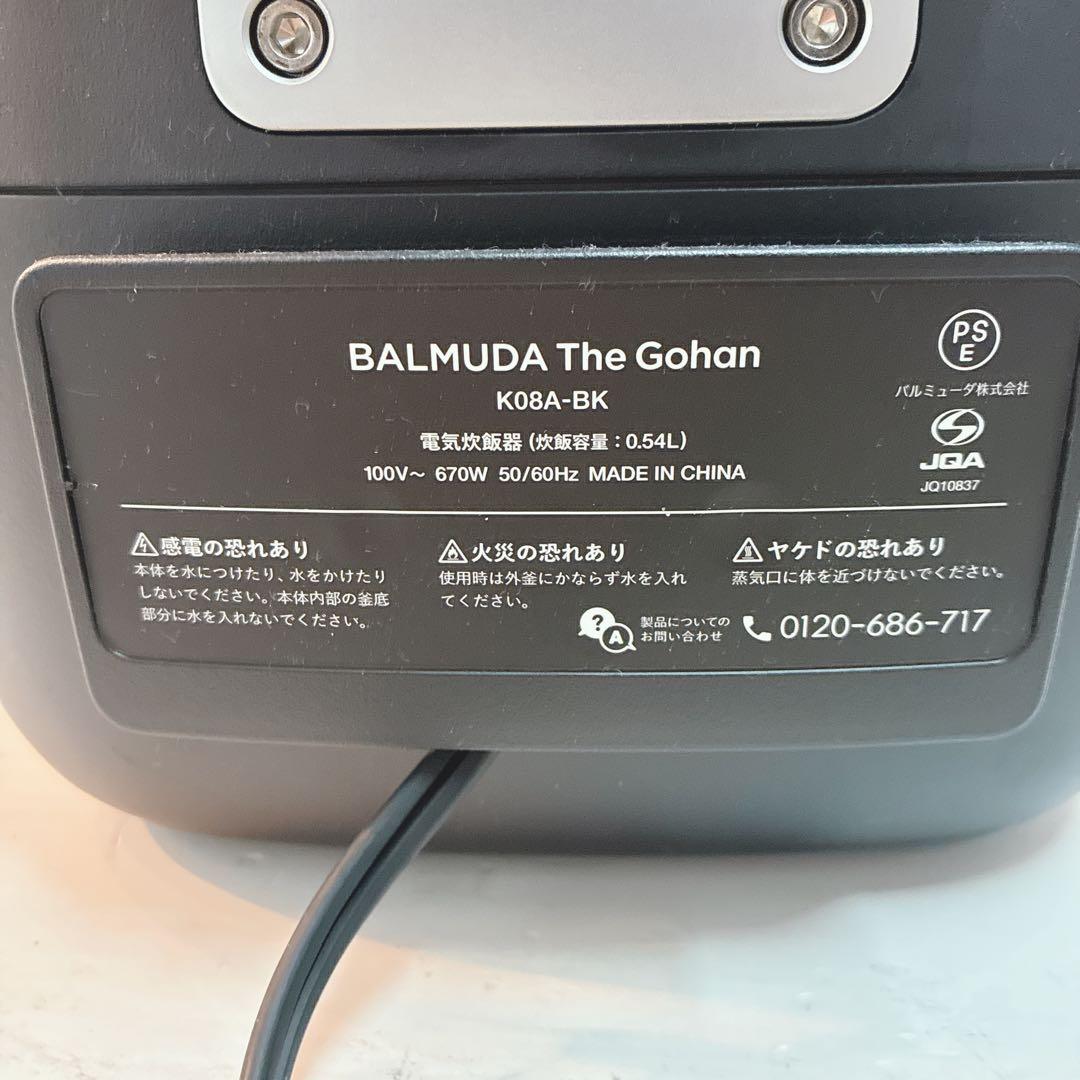 BALMUDA The Gohan
K08A-BK
電気炊飯器 (炊飯容量：0.54L)
100V～ 670W 50/60Hz MADE IN CHINA
PS
E
バルミューダ株式会社
JQA
JQ10837
感電の恐れあり
本体を水につけたり、水をかけたり
しないでください。本体内部の釜底
部分に水を入れないでください。
火災の恐れあり
使用時は外釜にかならず水を入れ
てください。
ヤケドの恐れあり
蒸気口に体を近づけないでください。
? A
製品についての
お問い合わせ
0120-686-717